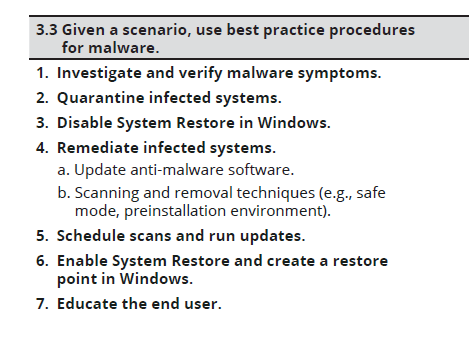 3.3 Given a scenario, use best practice procedures
for malware.
1. Investigate and verify malware symptoms.
2. Quarantine infected systems.
3. Disable System Restore in Windows.
4. Remediate infected systems.
a. Update anti-malware software.
b. Scanning and removal techniques (e.g., safe
mode, preinstallation environment).
5. Schedule scans and run updates.
6. Enable System Restore and create a restore
point in Windows.
7. Educate the end user.